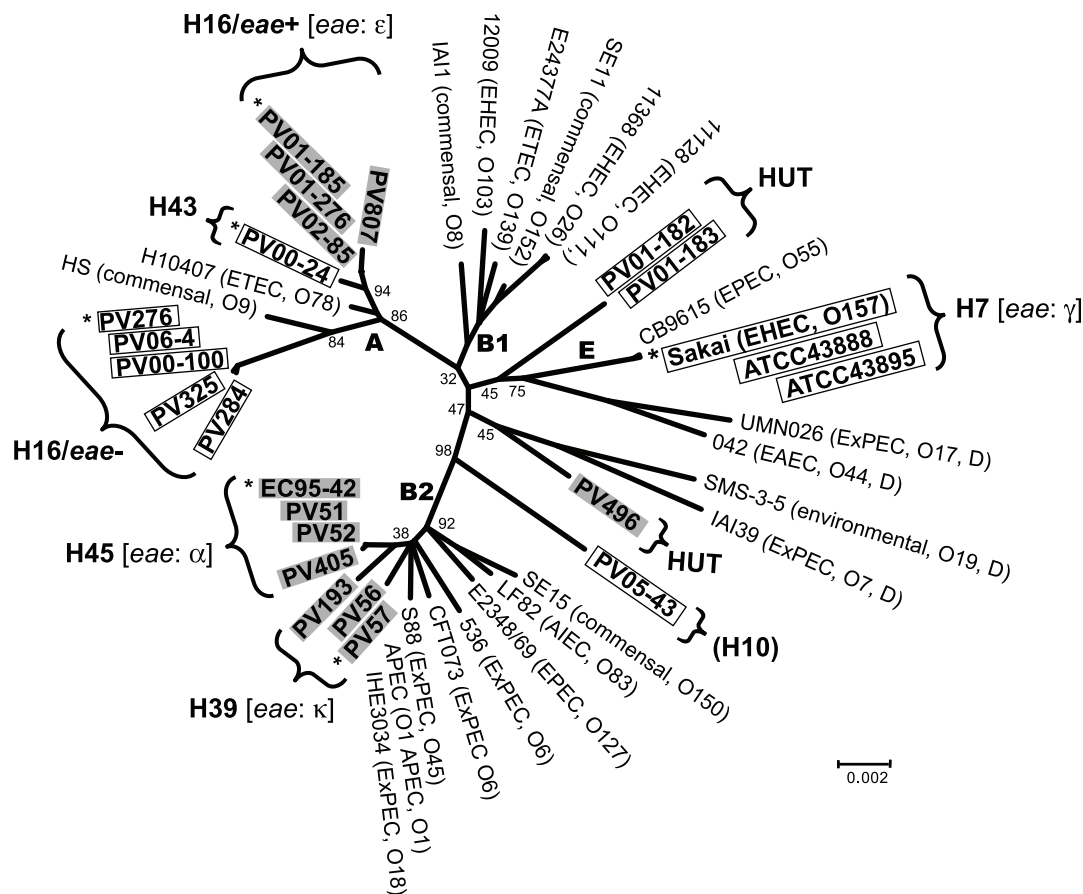 H16/eae+ [eae: ε]
* PV01-185
PV01-276
PV02-85
PV807
H43
* PV00-24
H10407 (ETEC, O78)
HS (commensal, O9)
* PV276
PV06-4
PV00-100
PV325
PV284
H16/eae-
IAI1 (commensal, O8)
12009 (EHEC, O103)
E24377A (ETEC, O139)
SE11 (commensal, O152)
11368 (EHEC, O26)
11128 (EHEC, O111,)
HUT
PV01-182
PV01-183
CB9615 (EPEC, O55)
* Sakai (EHEC, O157)
ATCC43888
ATCC43895
H7 [eae: γ]
UMN026 (ExPEC, O17, D)
042 (EAEC, O44, D)
SMS-3-5 (environmental, O19, D)
IAI39 (ExPEC, O7, D)
PV496
HUT
PV05-43
(H10)
SE15 (commensal, O150)
LF82 (AIEC, O83)
E2348/69 (EPEC, O127)
536 (ExPEC, O6)
CFT073 (ExPEC O6)
S88 (ExPEC, O45)
APEC (O1 APEC, O1)
IHE3034 (ExPEC, O18)
* EC95-42
PV51
PV52
PV405
H45 [eae: α]
PV193
PV56
* PV57
H39 [eae: κ]
A
B1
E
B2
94
86
84
32
45
75
47
45
98
92
38
0.002